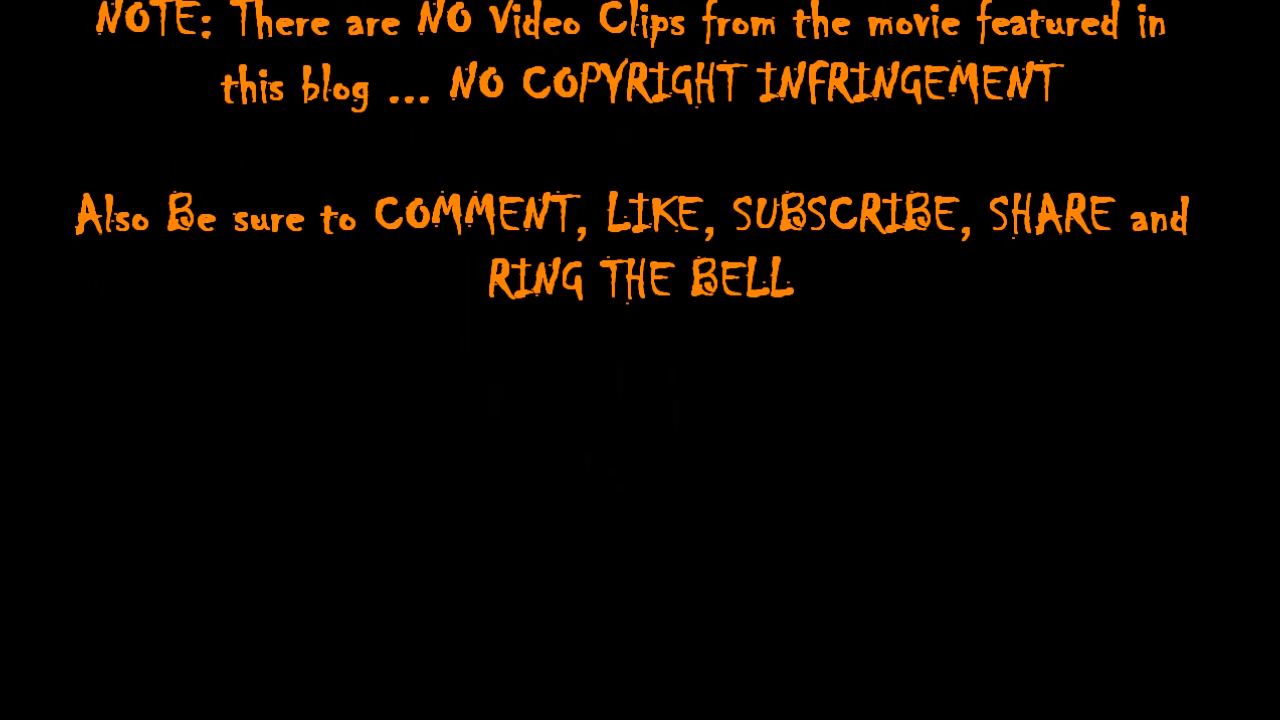 NOTE: There are NO Video Clips from the movie featured in
this blog ... NO COPYRIGHT INFRINGEMENT
Also Be sure to COMMENT, LIKE, SUBSCRIBE, SHARE and
RING THE BELL